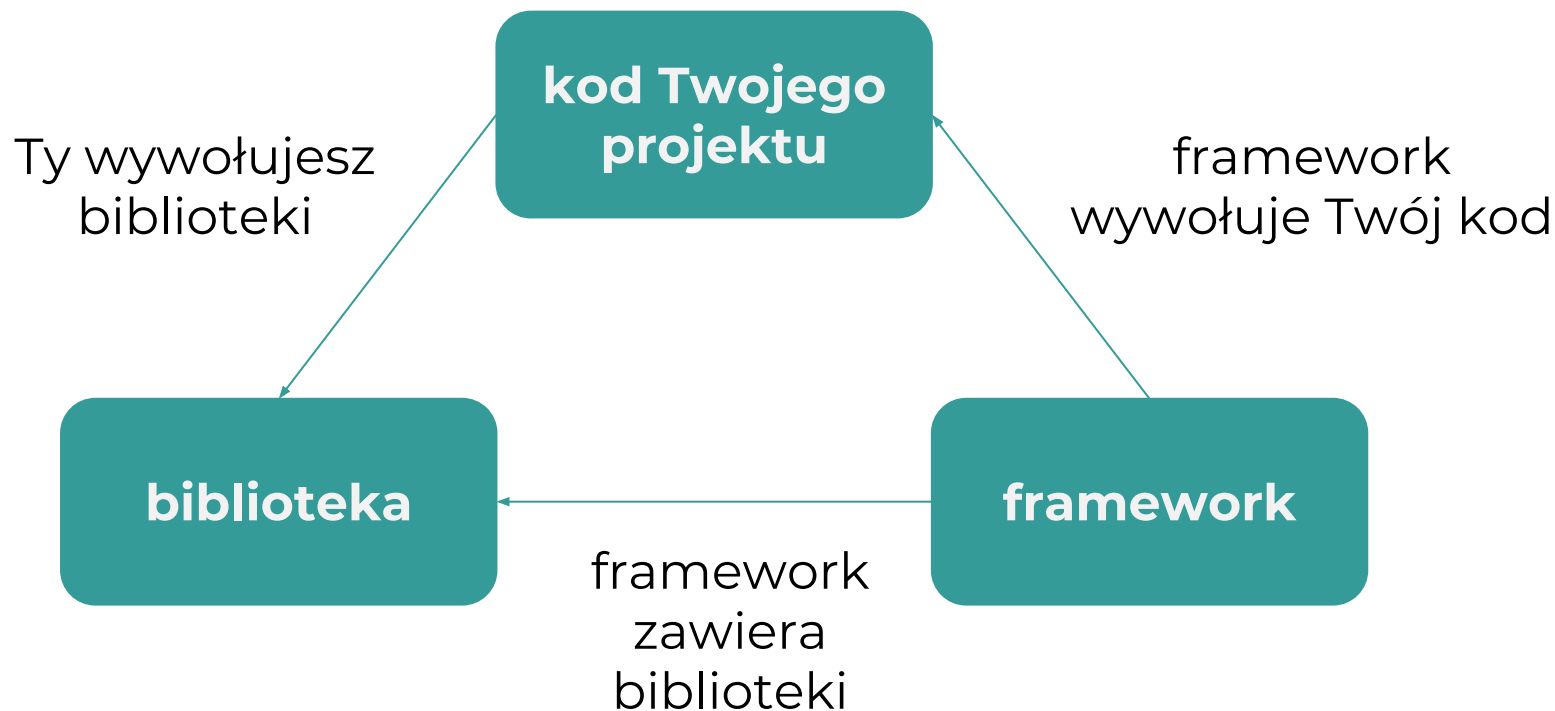 kod Twojego
projektu
Ty wywołujesz
biblioteki
framework
wywołuje Twój kod
biblioteka
framework
framework
zawiera
biblioteki